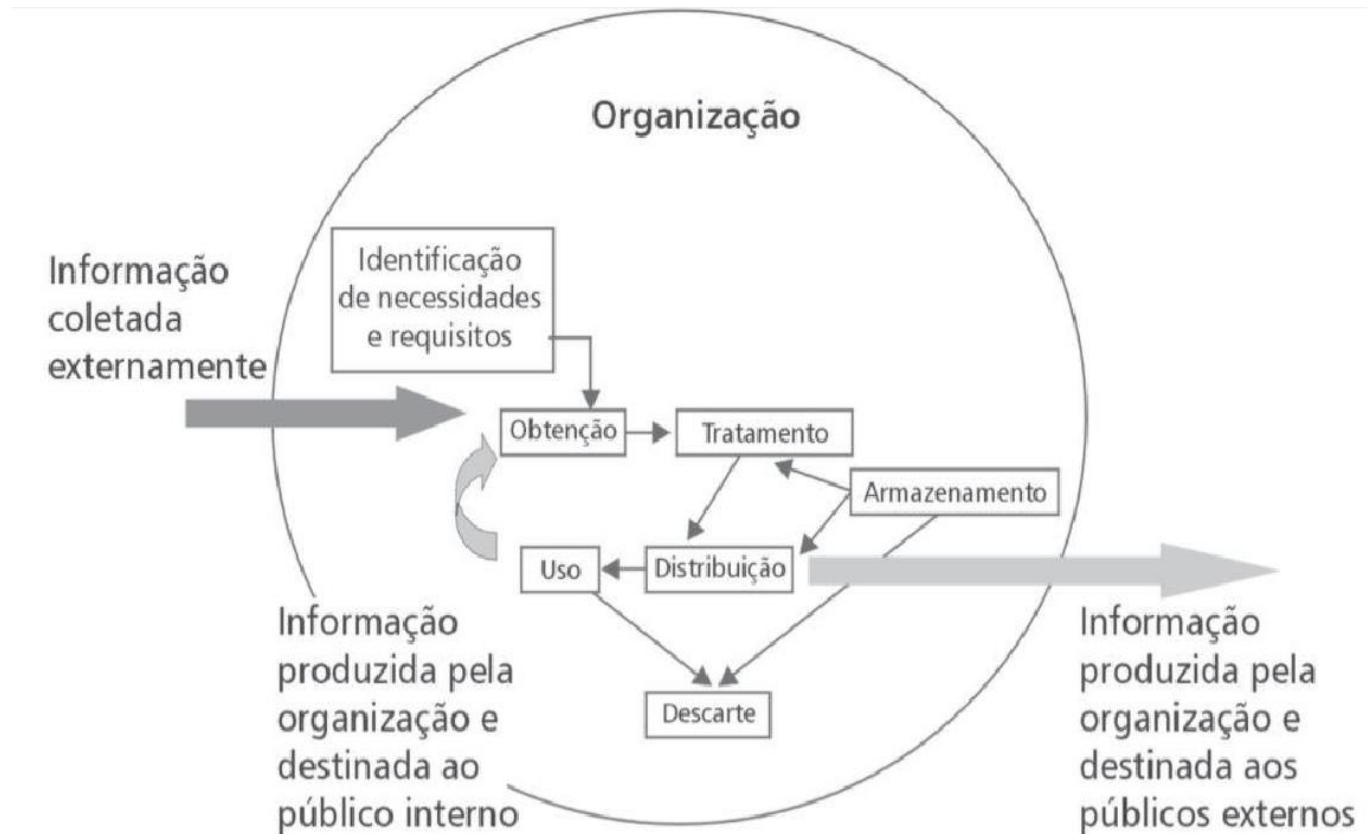 Organização
Informação
coletada
externamente
Identificação
de necessidades
e requisitos
Obtenção
Tratamento
Armazenamento
Uso
Distribuição
Informação
produzida pela
organização e
destinada ao
público interno
Descarte
Informação
produzida pela
organização e
destinada aos
públicos externos